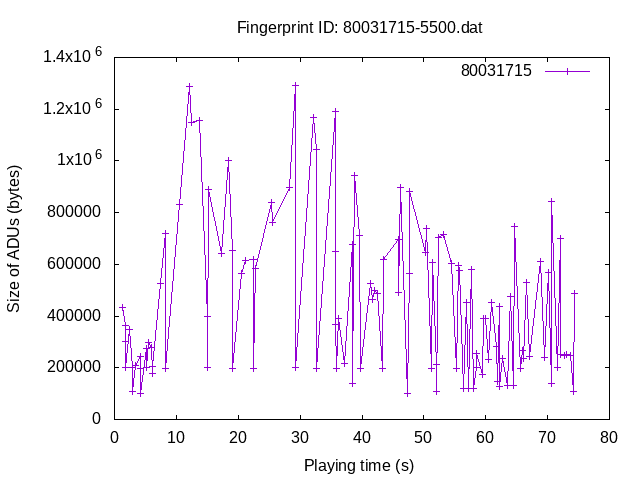 Fingerprint ID: 80031715-5500.dat
80031715
Size of ADUs (bytes)
1.4x10^6
1.2x10^6
1x10^6
800000
600000
400000
200000
0
0 10 20 30 40 50 60 70 80
Playing time (s)